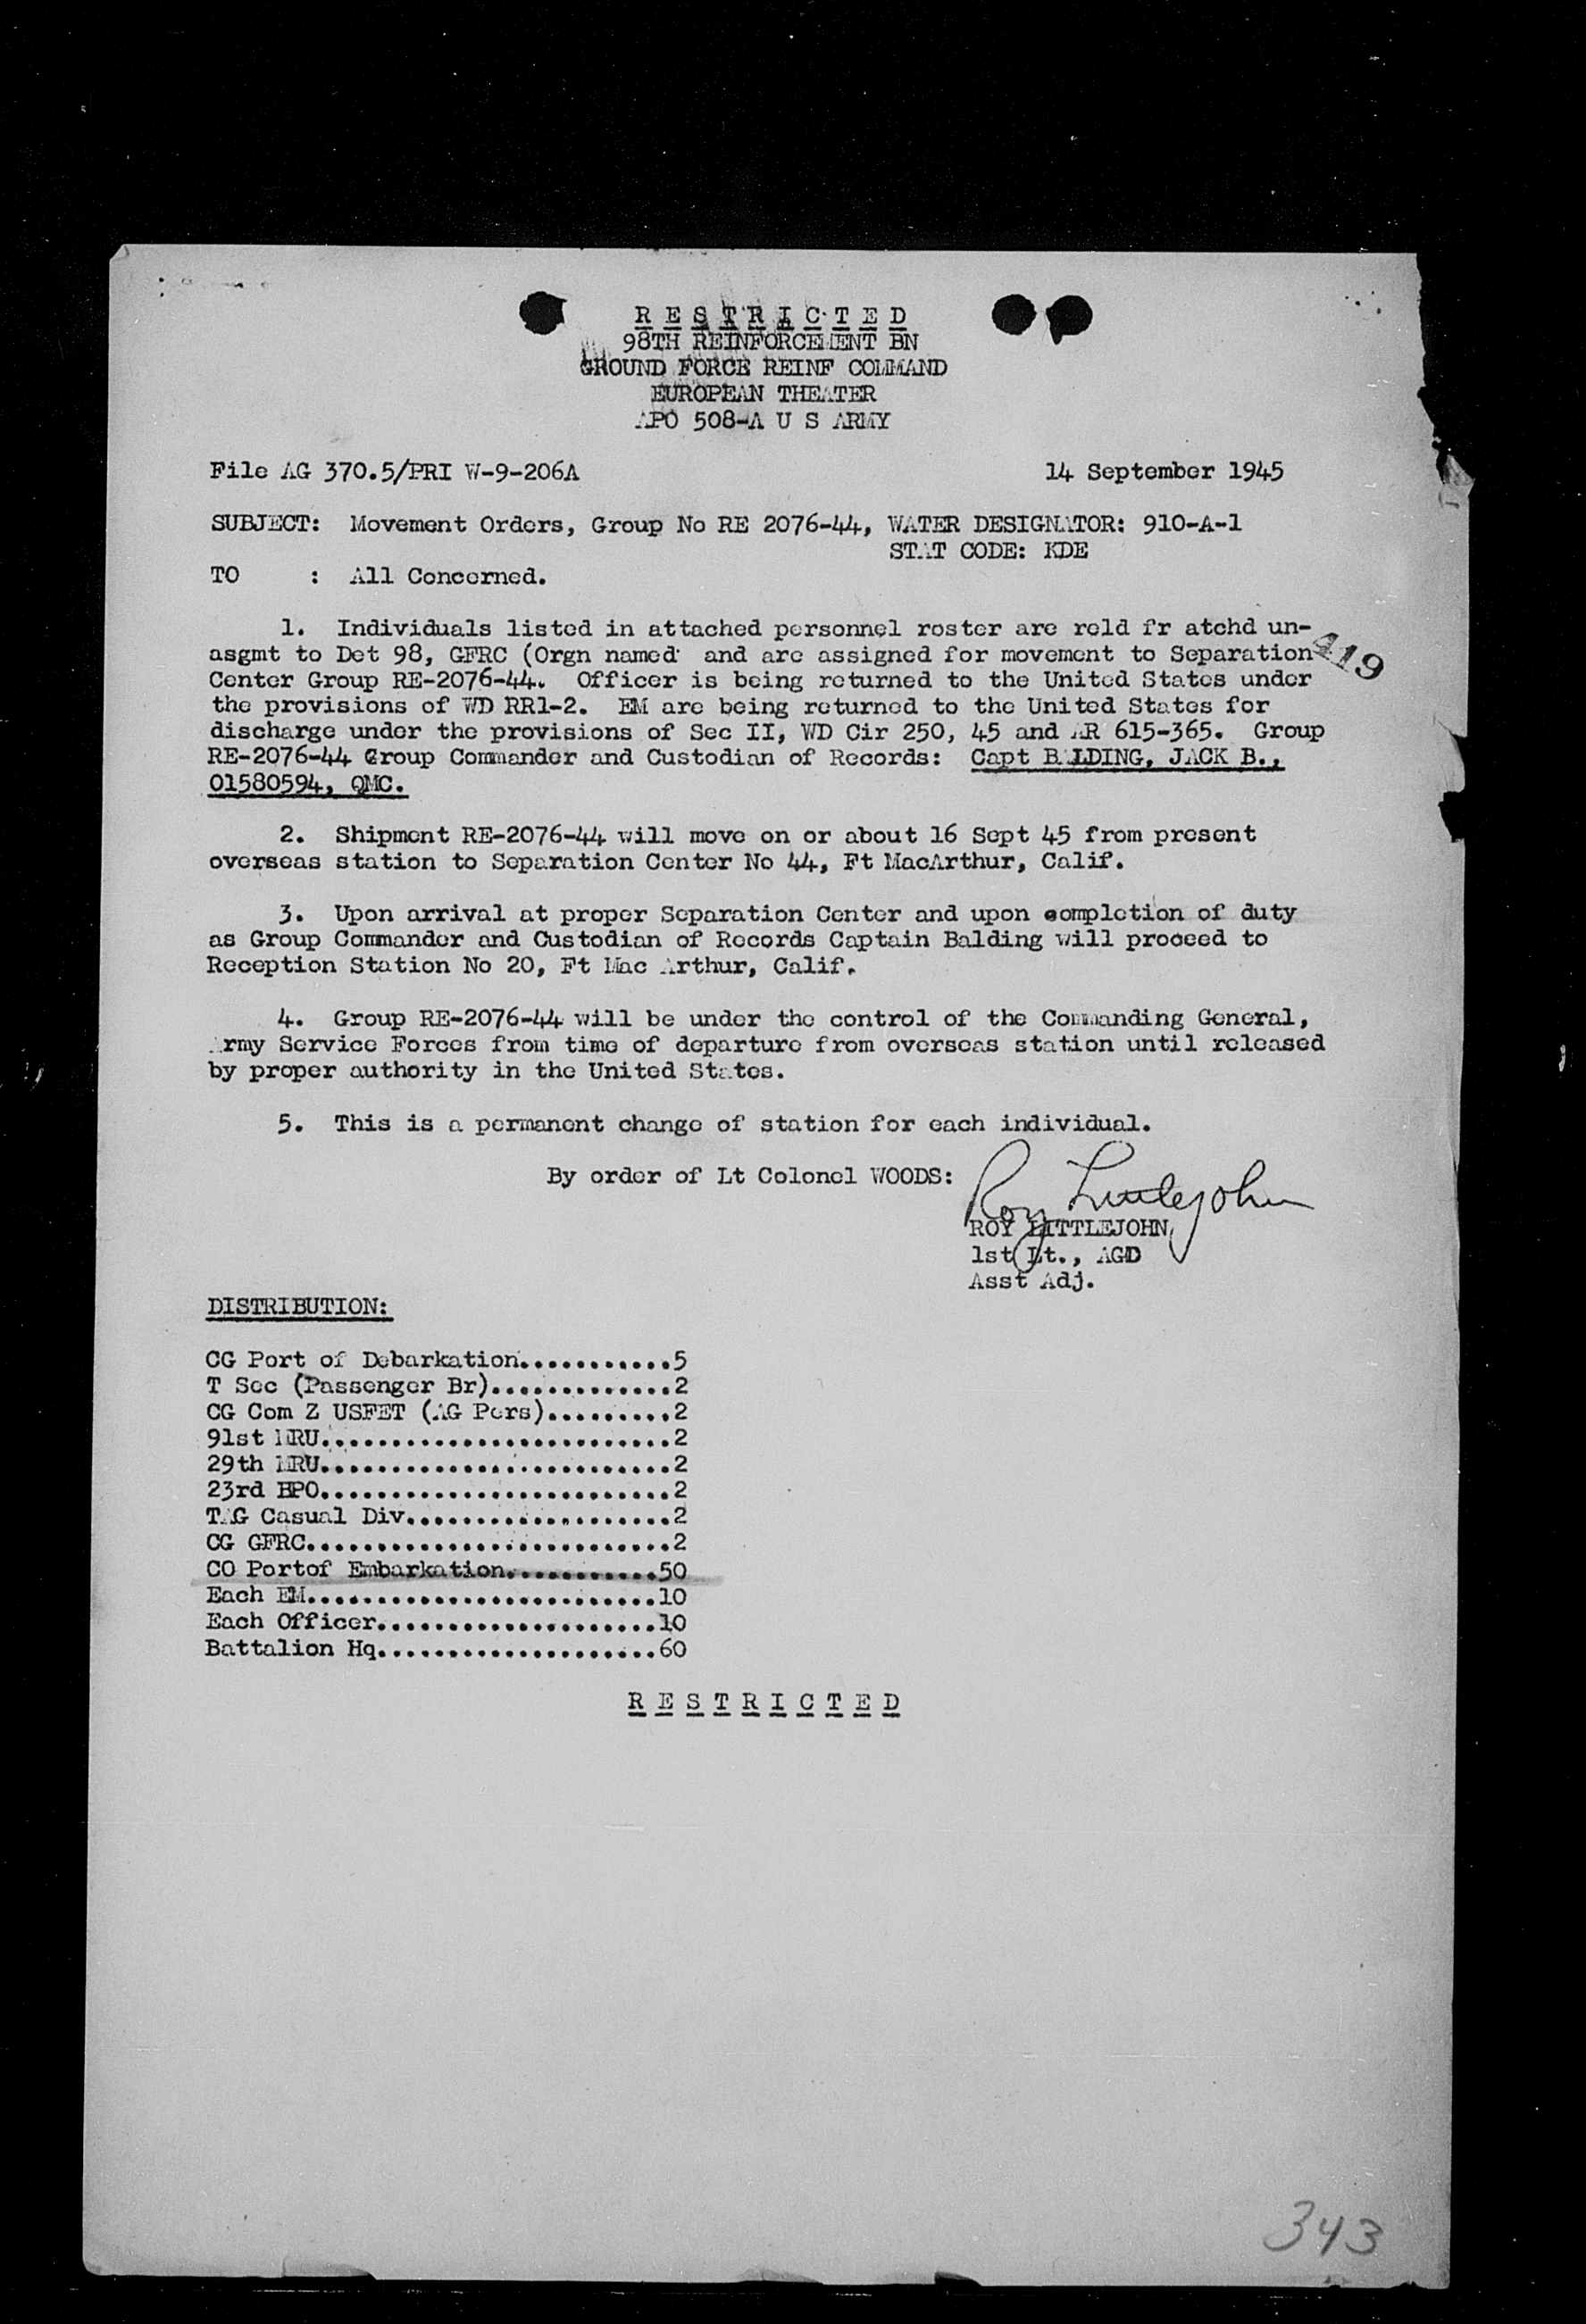 R E S T R I C T E D
98TH REINFORCEMENT BN
GROUND FORCE REINF COMMAND
EUROPEAN THEATER
APO 508-A U S ARMY
File AG 370.5/PRI W-9-206A 14 September 1945
SUBJECT: Movement Orders, Group No RE 2076-44, WATER DESIGNATOR: 910-A-1
STAT CODE: KDE
TO : All Concerned.
1. Individuals listed in attached personnel roster are reld fr atchd un-
asgmt to Det 98, GFRC (Orgn named and are assigned for movement to Separation
419
Center Group RE-2076-44. Officer is being returned to the United States under
the provisions of WD RR1-2. EM are being returned to the United States for
discharge under the provisions of Sec II, WD Cir 250, 45 and AR 615-365. Group
RE-2076-44 Group Commander and Custodian of Records: Capt BALDING, JACK B.,
01580594, QMC.
2. Shipment RE-2076-44 will move on or about 16 Sept 45 from present
overseas station to Separation Center No 44, Ft MacArthur, Calif.
3. Upon arrival at proper Separation Center and upon completion of duty
as Group Commander and Custodian of Records Captain Balding will proceed to
Reception Station No 20, Ft Mac Arthur, Calif.
4. Group RE-2076-44 will be under the control of the Commanding General,
Army Service Forces from time of departure from overseas station until released
by proper authority in the United States.
5. This is a permanent change of station for each individual.
By order of Lt Colonel WOODS:
Roy Littlejohn
ROY LITTLEJOHN
1st Lt., AGD
Asst Adj.
DISTRIBUTION:
CG Port of Debarkation...........5
T Sec (Passenger Br).............2
CG Com Z USFET (AG Pers).........2
91st MRU.........................2
29th MRU.........................2
23rd BPO.........................2
TAG Casual Div...................2
CG GFRC..........................2
CO Portof Embarkation...........50
Each EM.........................10
Each Officer....................10
Battalion Hq....................60
R E S T R I C T E D
343